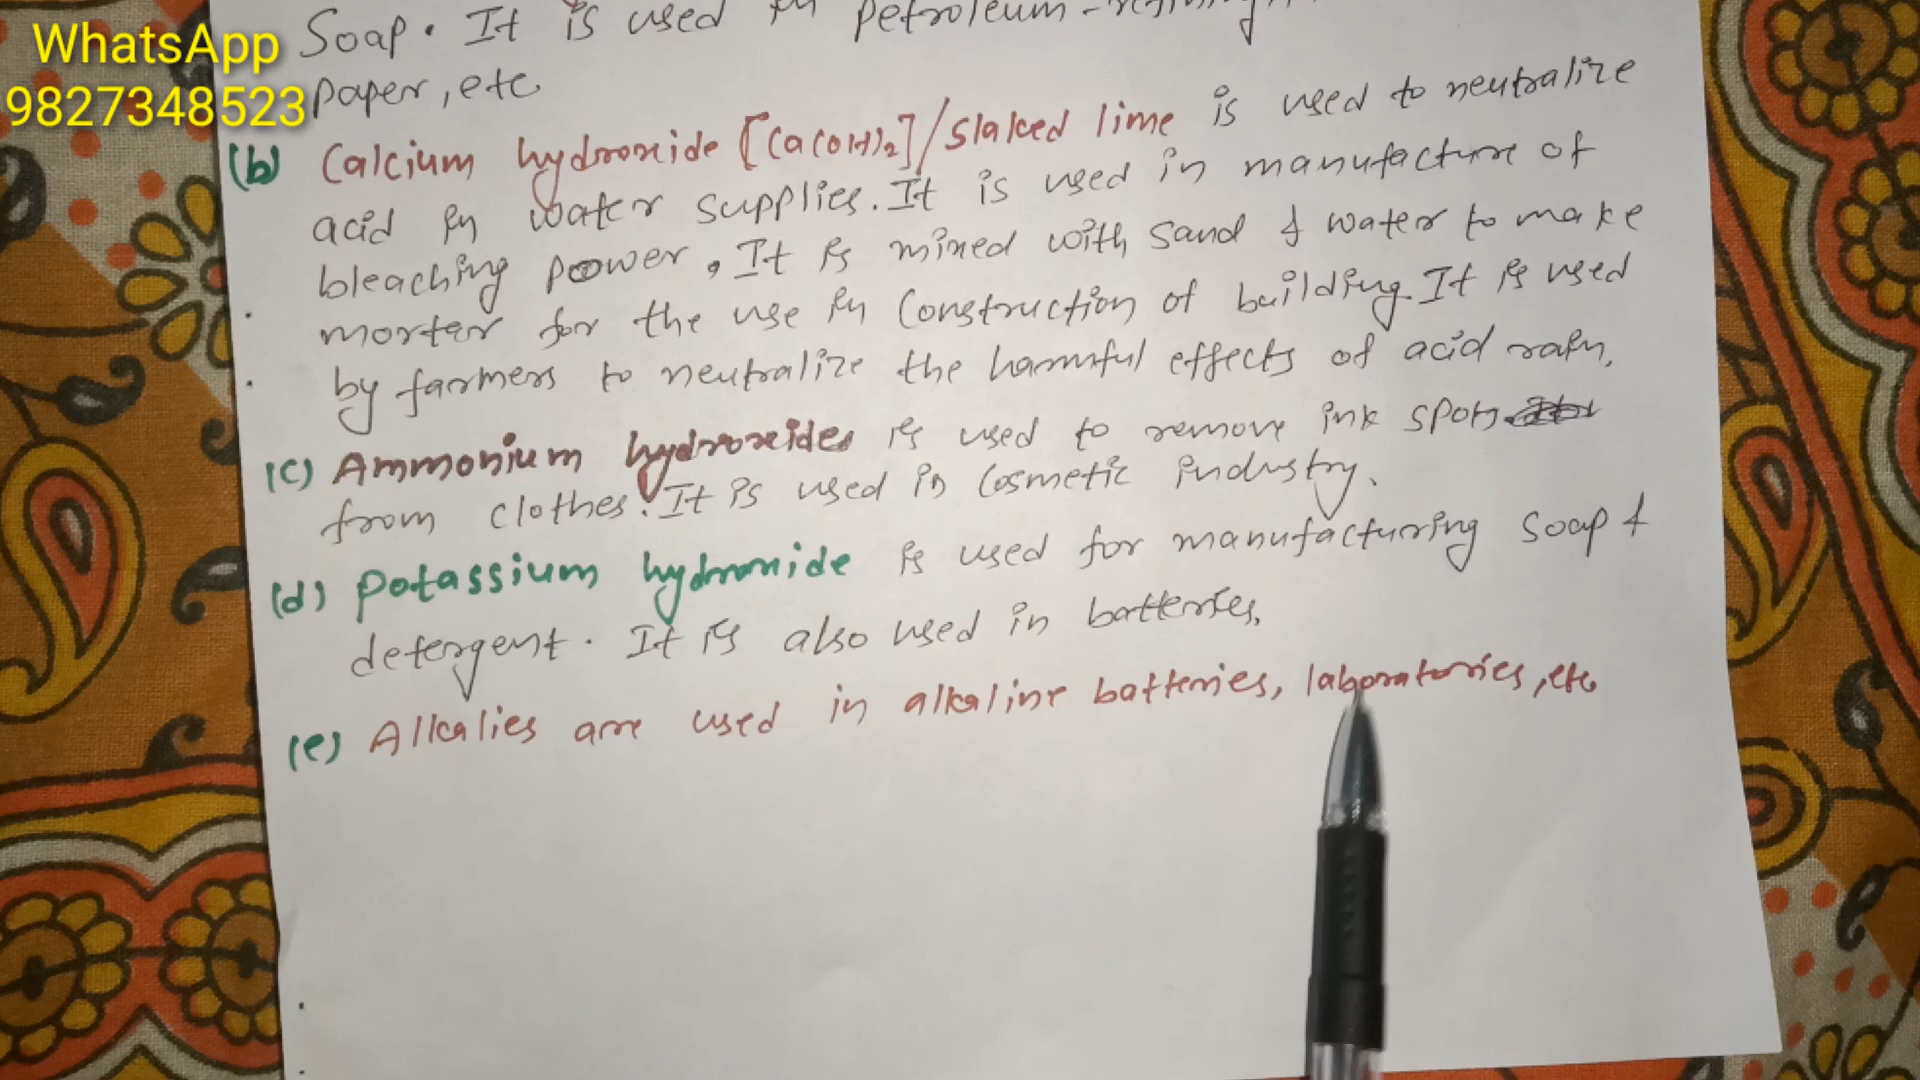 WhatsApp
9827348523
Soap. It is used in petroleum-refining
paper, etc
(b) Calcium hydroxide [Ca(OH)₂]/Slaked lime is used to neutralize
acid in water supplies. It is used in manufacture of
bleaching power, It is mixed with sand & water to make
morter for the use in Construction of building. It is used
by farmers to neutralize the harmful effects of acid rain.
(c) Ammonium hydroxides is used to remove ink spots
from clothes. It is used in Cosmetic industry.
(d) Potassium hydroxide is used for manufacturing Soap &
detergent. It is also used in batteries.
(e) Alkalies are used in alkaline batteries, laboratories, etc